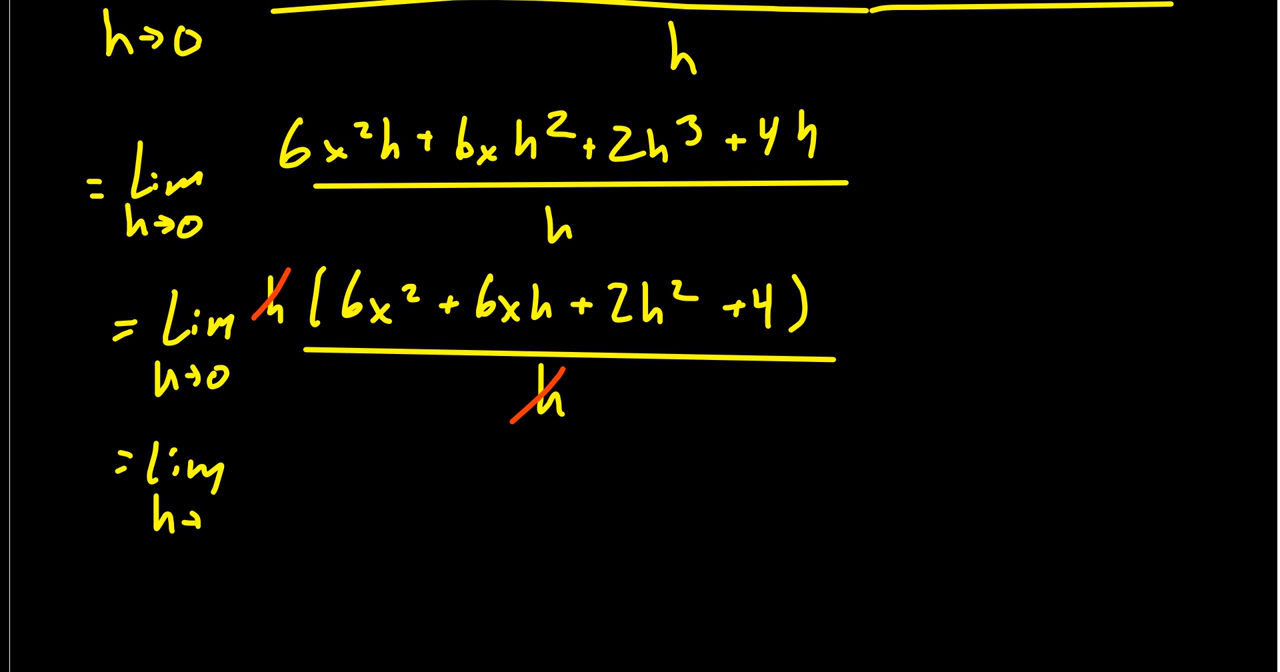 h→0 h
6x²h + 6xh² + 2h³ + 4h
= lim
h→0 h
= lim h(6x² + 6xh + 2h² + 4)
h→0 h
= lim
h→